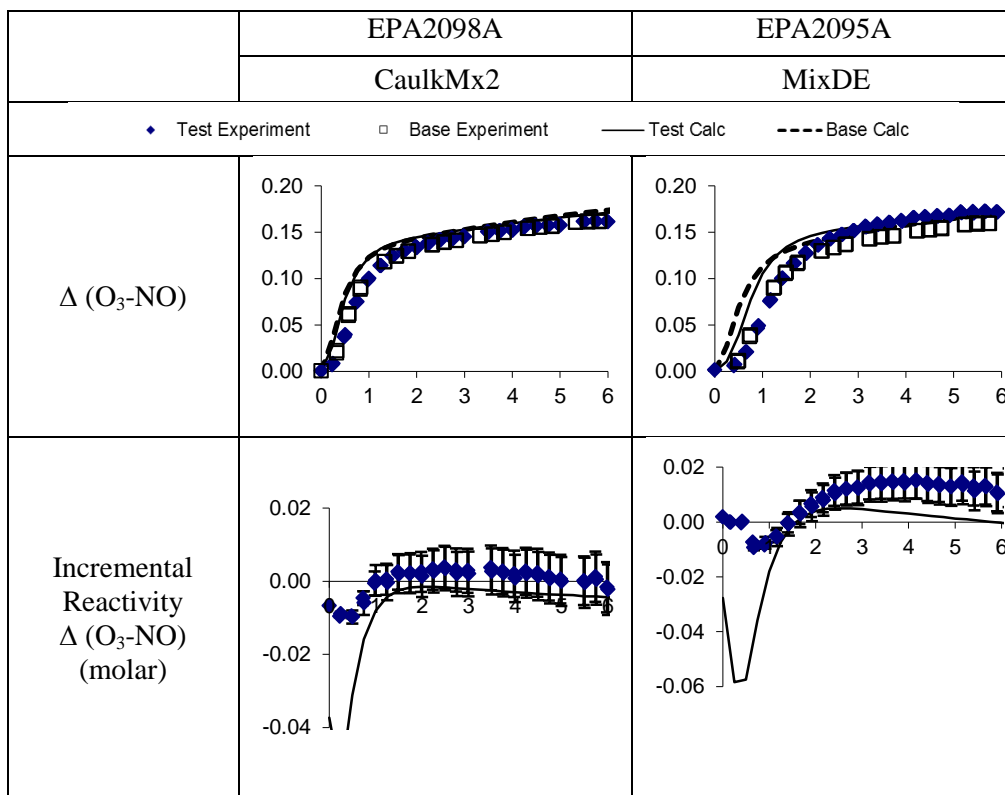 EPA2098A EPA2095A
CaulkMx2 MixDE
Test Experiment Base Experiment Test Calc Base Calc
Δ (O₃-NO)
0.20
0.15
0.10
0.05
0.00
0 1 2 3 4 5 6
0.20
0.15
0.10
0.05
0.00
0 1 2 3 4 5 6
Incremental
Reactivity
Δ (O₃-NO)
(molar)
0.02
0.00
-0.02
-0.04
0 1 2 3 4 5 6
0.02
0.00
-0.02
-0.04
-0.06
0 1 2 3 4 5 6